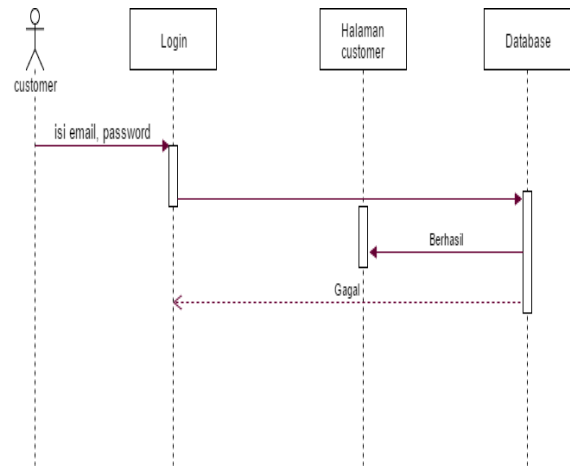 customer
Login
Halaman
customer
Database
isi email, password
Berhasil
Gagal